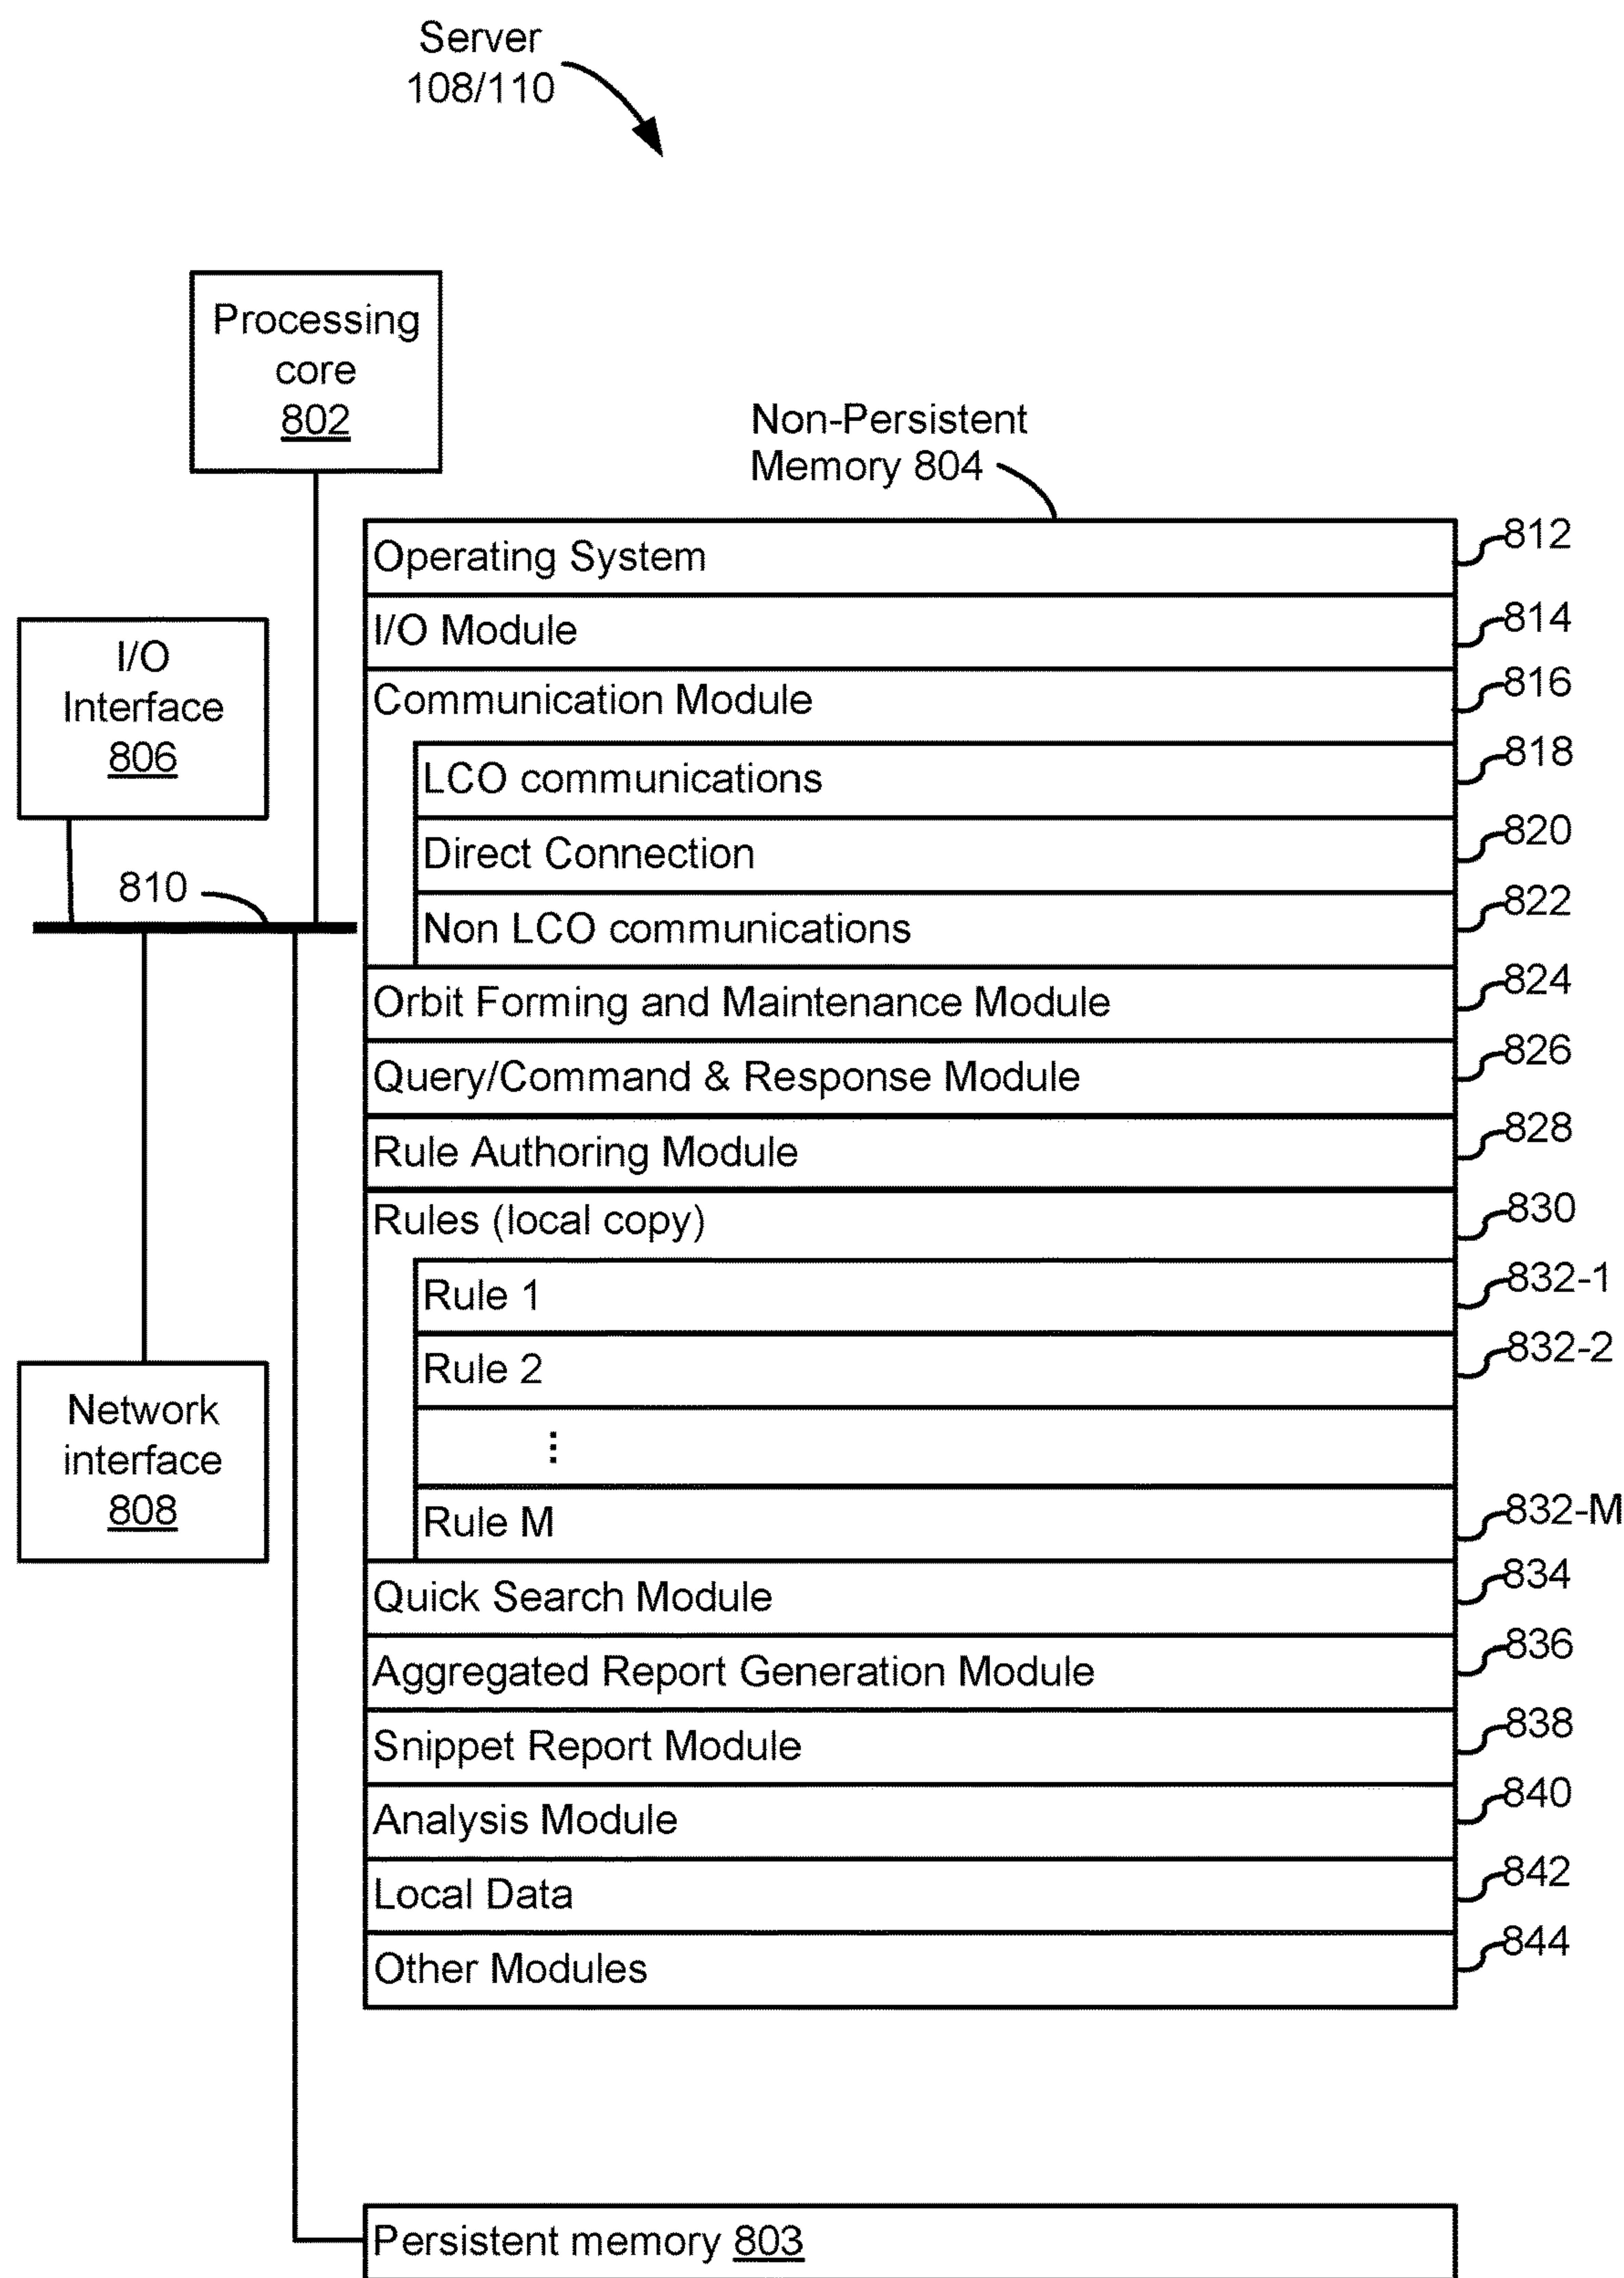 Server
108/110
Processing
core
802
Non-Persistent
Memory 804
Operating System
812
I/O Module
814
I/O
Interface
806
Communication Module
816
LCO communications
818
Direct Connection
820
810
Non LCO communications
822
Orbit Forming and Maintenance Module
824
Query/Command & Response Module
826
Rule Authoring Module
828
Rules (local copy)
830
Rule 1
832-1
Rule 2
832-2
⋮
Network
interface
808
Rule M
832-M
Quick Search Module
834
Aggregated Report Generation Module
836
Snippet Report Module
838
Analysis Module
840
Local Data
842
Other Modules
844
Persistent memory 803